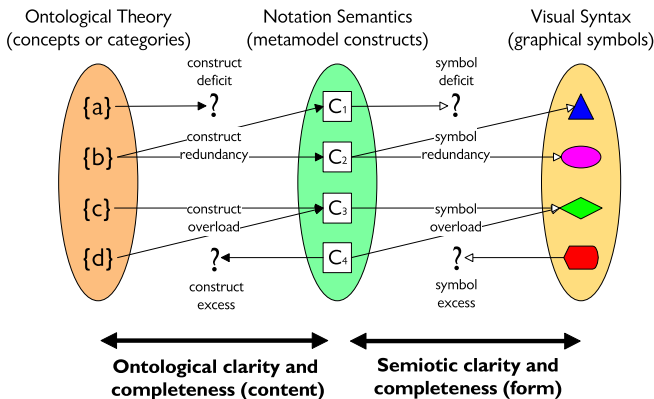 Ontological Theory
(concepts or categories)
Notation Semantics
(metamodel constructs)
Visual Syntax
(graphical symbols)
construct
deficit
symbol
deficit
{a}
?
C1
?
construct
redundancy
symbol
redundancy
{b}
C2
{c}
construct
overload
C3
symbol
overload
{d}
?
C4
?
construct
excess
symbol
excess
Ontological clarity and
completeness (content)
Semiotic clarity and
completeness (form)